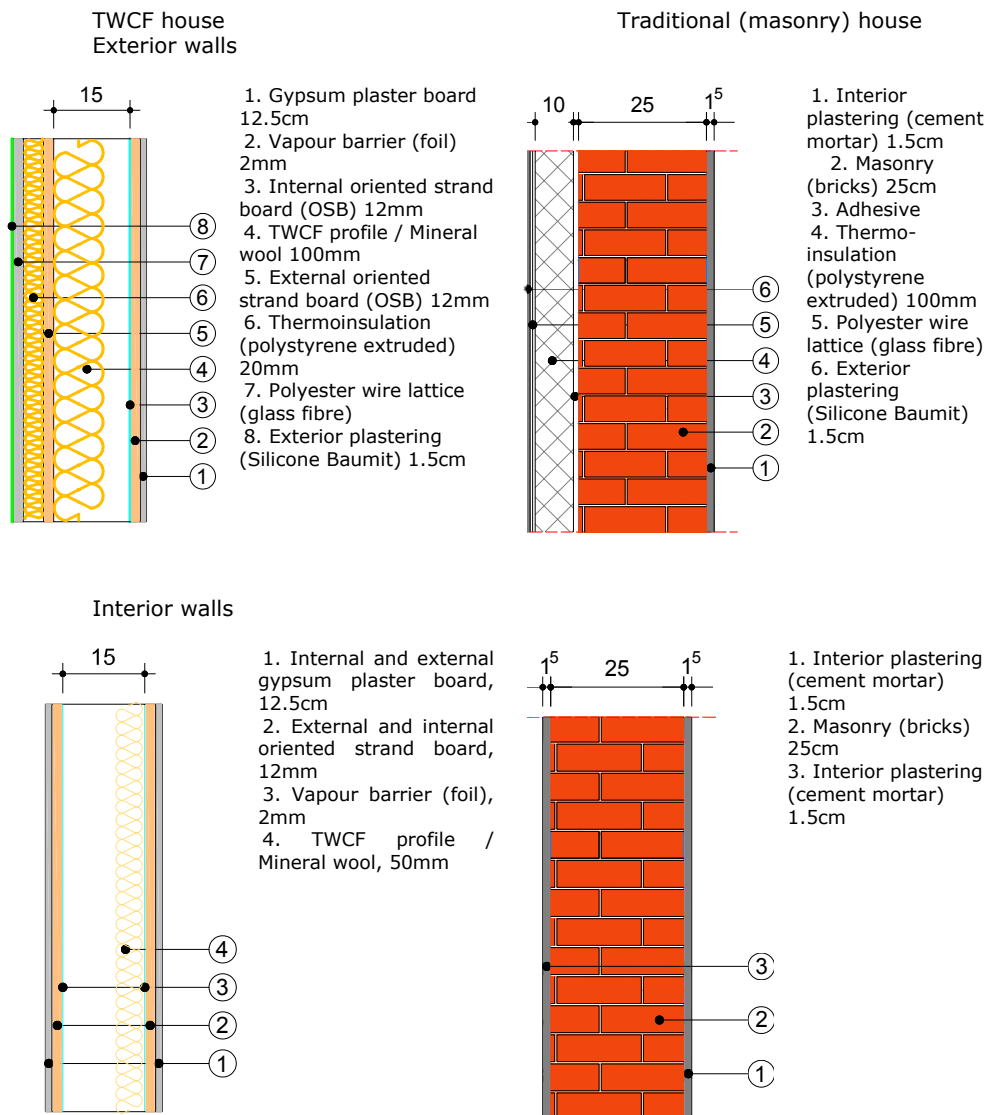 TWCF house
Exterior walls
15
1. Gypsum plaster board
12.5cm
2. Vapour barrier (foil)
2mm
3. Internal oriented strand
board (OSB) 12mm
4. TWCF profile / Mineral
wool 100mm
5. External oriented
strand board (OSB) 12mm
6. Thermoinsulation
(polystyrene extruded)
20mm
7. Polyester wire lattice
(glass fibre)
8. Exterior plastering
(Silicone Baumit) 1.5cm
8
7
6
5
4
3
2
1
Traditional (masonry) house
10 25 1⁵
1. Interior
plastering (cement
mortar) 1.5cm
2. Masonry
(bricks) 25cm
3. Adhesive
4. Thermo-
insulation
(polystyrene
extruded) 100mm
5. Polyester wire
lattice (glass fibre)
6. Exterior
plastering
(Silicone Baumit)
1.5cm
6
5
4
3
2
1
Interior walls
15
1. Internal and external
gypsum plaster board,
12.5cm
2. External and internal
oriented strand board,
12mm
3. Vapour barrier (foil),
2mm
4. TWCF profile /
Mineral wool, 50mm
4
3
2
1
1⁵ 25 1⁵
1. Interior plastering
(cement mortar)
1.5cm
2. Masonry (bricks)
25cm
3. Interior plastering
(cement mortar)
1.5cm
3
2
1